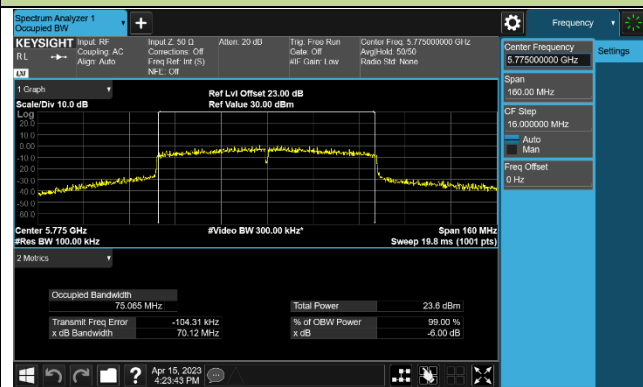 Spectrum Analyzer 1
Occupied BW
Frequency
KEYSIGHT
RL
LXI
Input: RF
Coupling: AC
Align: Auto
Input Z: 50 Ω
Corrections: Off
Freq Ref: Int (S)
NFE: Off
Atten: 20 dB
Trig: Free Run
Gate: Off
#IF Gain: Low
Center Freq: 5.775000000 GHz
Avg|Hold: 50/50
Radio Std: None
Center Frequency
5.775000000 GHz
Settings
Span
160.00 MHz
CF Step
16.000000 MHz
Auto
Man
Freq Offset
0 Hz
1 Graph
Scale/Div 10.0 dB
Ref Lvl Offset 23.00 dB
Ref Value 30.00 dBm
Log
20.0
10.0
0.00
-10.0
-20.0
-30.0
-40.0
-50.0
-60.0
Center 5.775 GHz
#Res BW 100.00 kHz
#Video BW 300.00 kHz*
Span 160 MHz
Sweep 19.8 ms (1001 pts)
2 Metrics
Occupied Bandwidth
75.065 MHz
Total Power 23.6 dBm
Transmit Freq Error -104.31 kHz
% of OBW Power 99.00 %
x dB Bandwidth 70.12 MHz
x dB -6.00 dB
Apr 15, 2023
4:23:43 PM